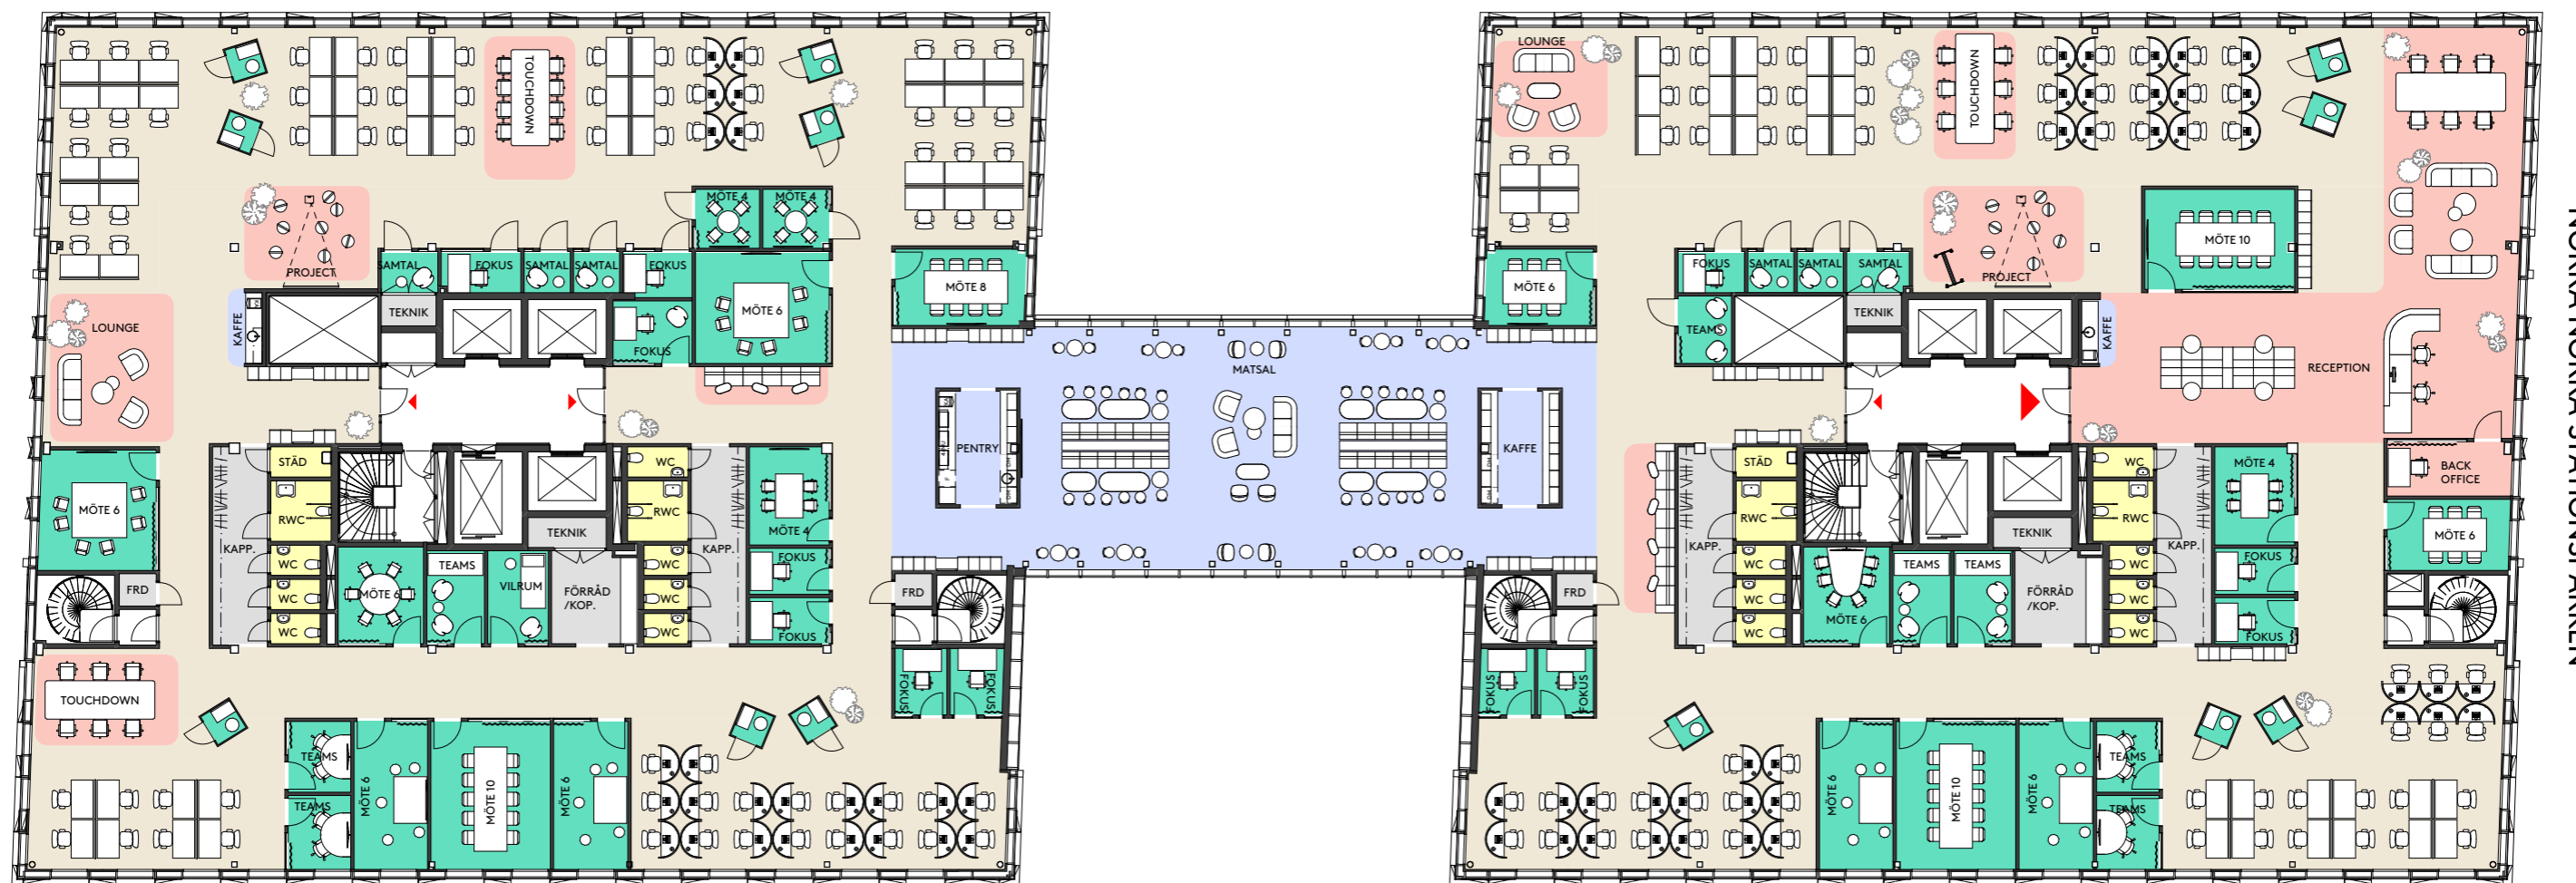 LOUNGE
TOUCHDOWN
TOUCHDOWN
MÖTE 4
MÖTE 4
PROJECT
SAMTAL
FOKUS
SAMTAL
SAMTAL
FOKUS
MÖTE 8
MÖTE 6
FOKUS
SAMTAL
SAMTAL
SAMTAL
PROJECT
MÖTE 10
LOUNGE
KAFFE
TEKNIK
FOKUS
MÖTE 6
MATSAL
TEAMS
TEKNIK
KAFFE
RECEPTION
PENTRY
KAFFE
STÄD
WC
STÄD
WC
MÖTE 4
BACK
OFFICE
MÖTE 6
RWC
TEKNIK
RWC
MÖTE 4
RWC
TEKNIK
RWC
MÖTE 6
KAPP.
WC
TEAMS
WC
KAPP.
FOKUS
KAPP.
WC
TEAMS
TEAMS
WC
KAPP.
FOKUS
FRD
WC
MÖTE 6
VILRUM
FÖRRÅD
/KOP.
WC
FRD
FRD
WC
FÖRRÅD
/KOP.
WC
WC
WC
FOKUS
MÖTE 6
WC
WC
FOKUS
TOUCHDOWN
FOKUS
FOKUS
FOKUS
FOKUS
TEAMS
TEAMS
MÖTE 6
MÖTE 10
MÖTE 6
MÖTE 6
MÖTE 10
MÖTE 6
TEAMS
TEAMS